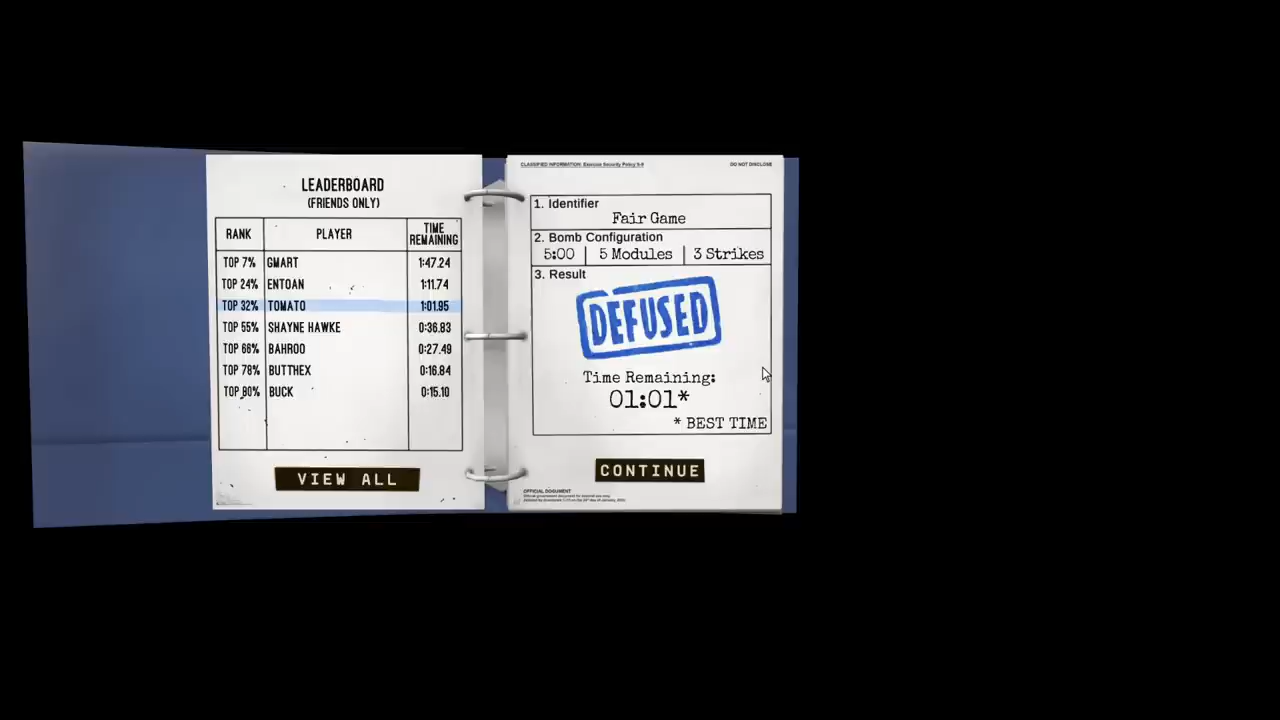 LEADERBOARD
(FRIENDS ONLY)
RANK PLAYER TIME REMAINING
TOP 7% GMART 1:47.24
TOP 24% ENTOAN 1:11.74
TOP 32% TOMATO 1:01.95
TOP 55% SHAYNE HAWKE 0:36.83
TOP 66% BAHROO 0:27.49
TOP 78% BUTTHEX 0:16.84
TOP 80% BUCK 0:15.10
VIEW ALL
DO NOT DISCLOSE
1. Identifier
Fair Game
2. Bomb Configuration
5:00 5 Modules 3 Strikes
3. Result
DEFUSED
Time Remaining:
01:01*
* BEST TIME
CONTINUE
OFFICIAL DOCUMENT